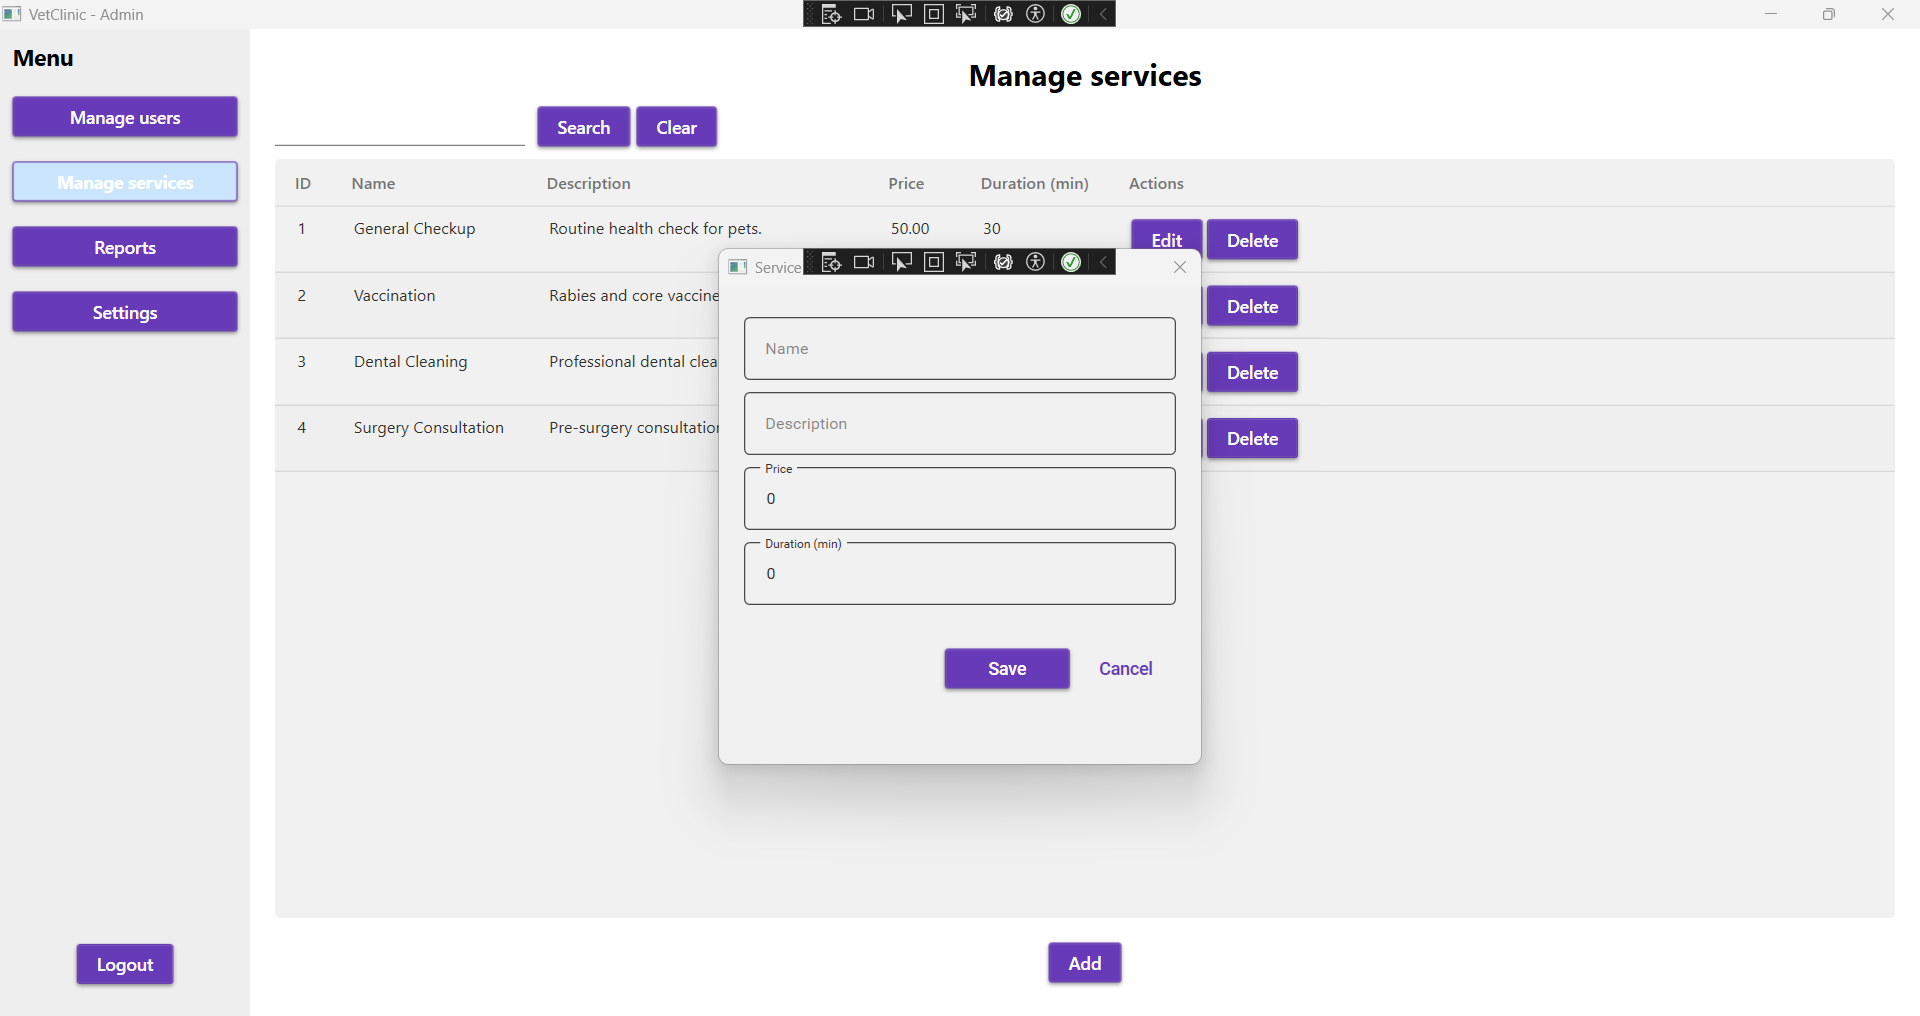 VetClinic - Admin
Menu
Manage users
Manage services
Reports
Settings
Logout
Manage services
Search Clear
ID Name Description Price Duration (min) Actions
1 General Checkup Routine health check for pets. 50.00 30 Edit Delete
2 Vaccination Rabies and core vaccine Delete
3 Dental Cleaning Professional dental clea Delete
4 Surgery Consultation Pre-surgery consultation Delete
Service
Name
Description
Price
0
Duration (min)
0
Save Cancel
Add